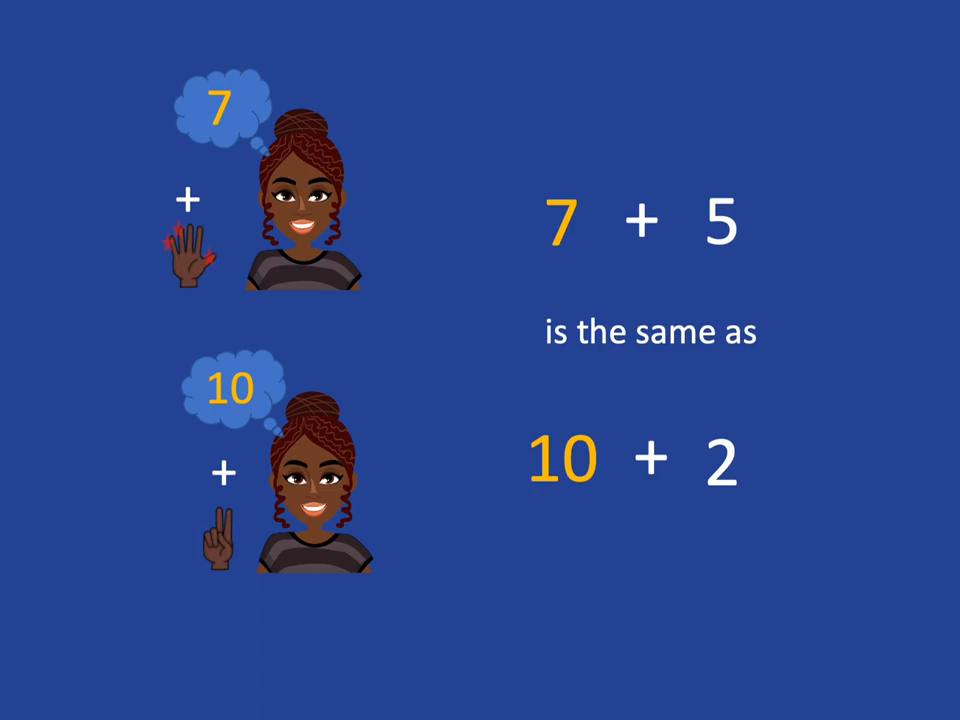 7
+
7 + 5
is the same as
10
+
10 + 2